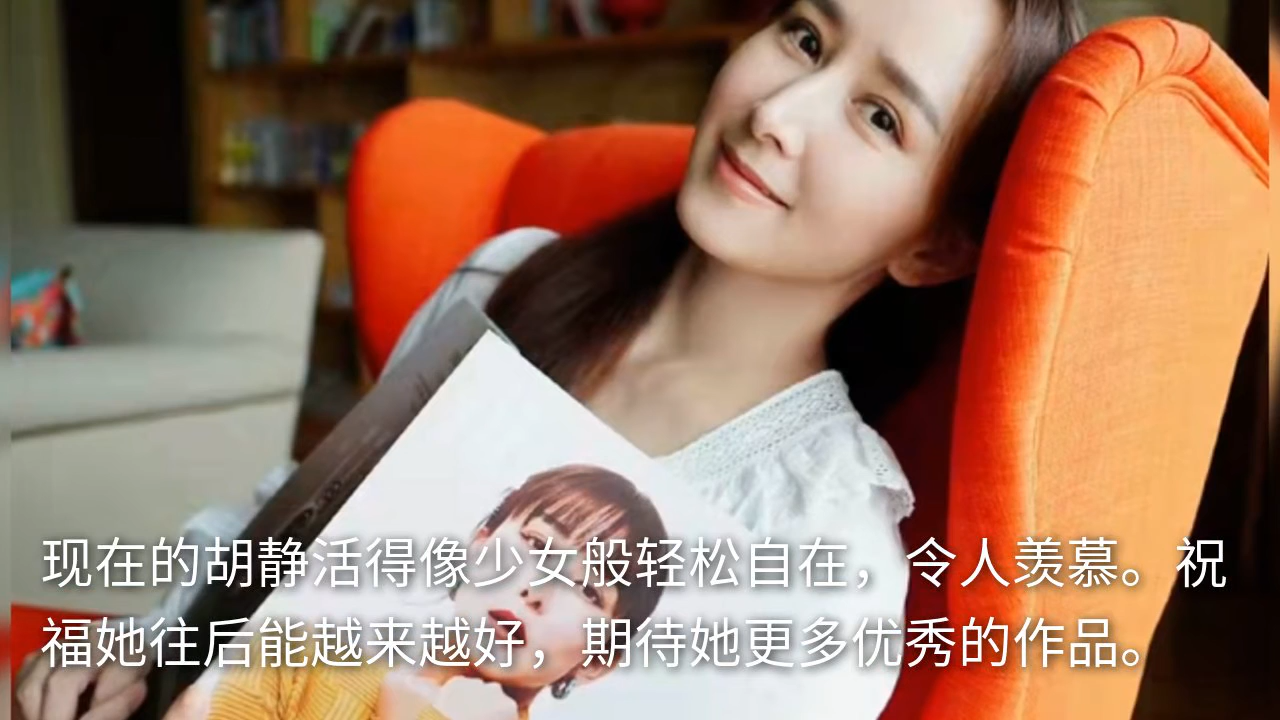 现在的胡静活得像少女般轻松自在，令人羡慕。祝
福她往后能越来越好，期待她更多优秀的作品。